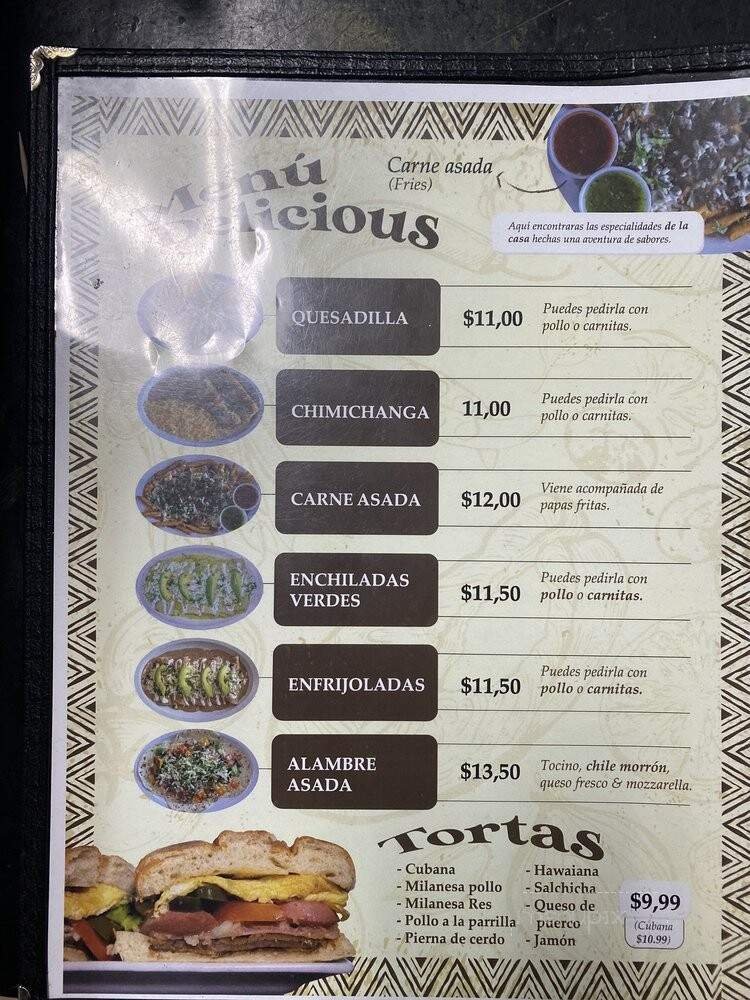 Menú
Delicious
Carne asada
(Fries)
Aquí encontraras las especialidades de la
casa hechas una aventura de sabores.
QUESADILLA
$11,00
Puedes pedirla con
pollo o carnitas.
CHIMICHANGA
11,00
Puedes pedirla con
pollo o carnitas.
CARNE ASADA
$12,00
Viene acompañada de
papas fritas.
ENCHILADAS
VERDES
$11,50
Puedes pedirla con
pollo o carnitas.
ENFRIJOLADAS
$11,50
Puedes pedirla con
pollo o carnitas.
ALAMBRE
ASADA
$13,50
Tocino, chile morrón,
queso fresco & mozzarella.
Tortas
- Cubana
- Milanesa pollo
- Milanesa Res
- Pollo a la parrilla
- Pierna de cerdo
- Hawaiana
- Salchicha
- Queso de
puerco
- Jamón
$9,99
(Cubana
$10.99)